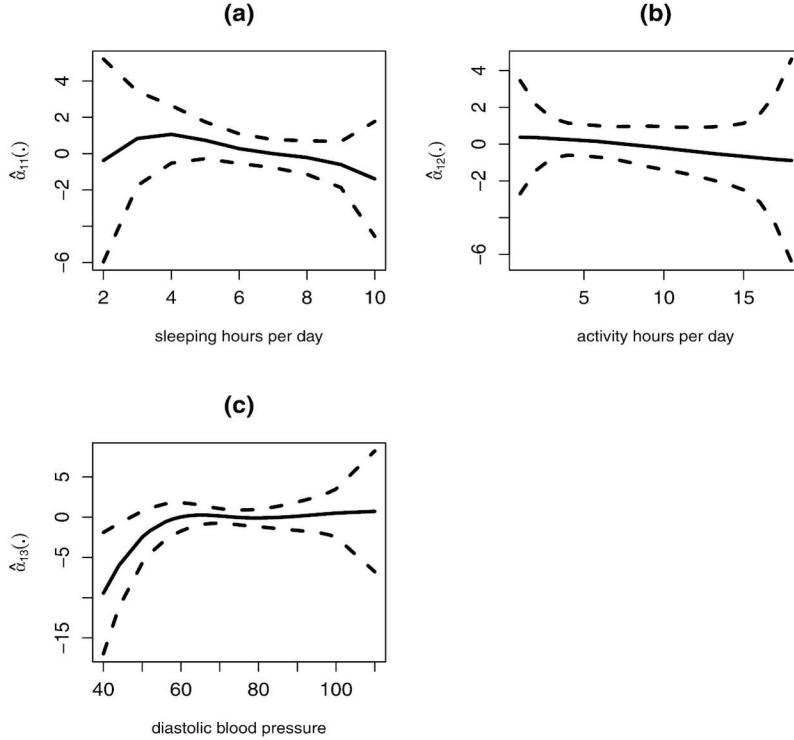 (a)
4
2
0
−2
−6
α̂₁₁(.)
2 4 6 8 10
sleeping hours per day
(b)
4
2
0
−2
−6
α̂₁₂(.)
5 10 15
activity hours per day
(c)
5
0
−5
−15
α̂₁₃(.)
40 60 80 100
diastolic blood pressure